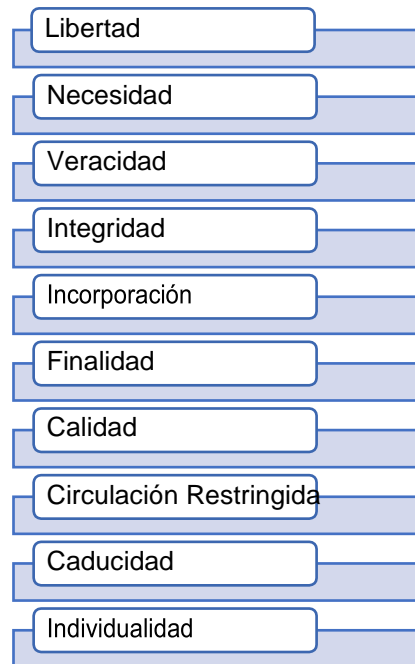 Libertad
Necesidad
Veracidad
Integridad
Incorporación
Finalidad
Calidad
Circulación Restringida
Caducidad
Individualidad